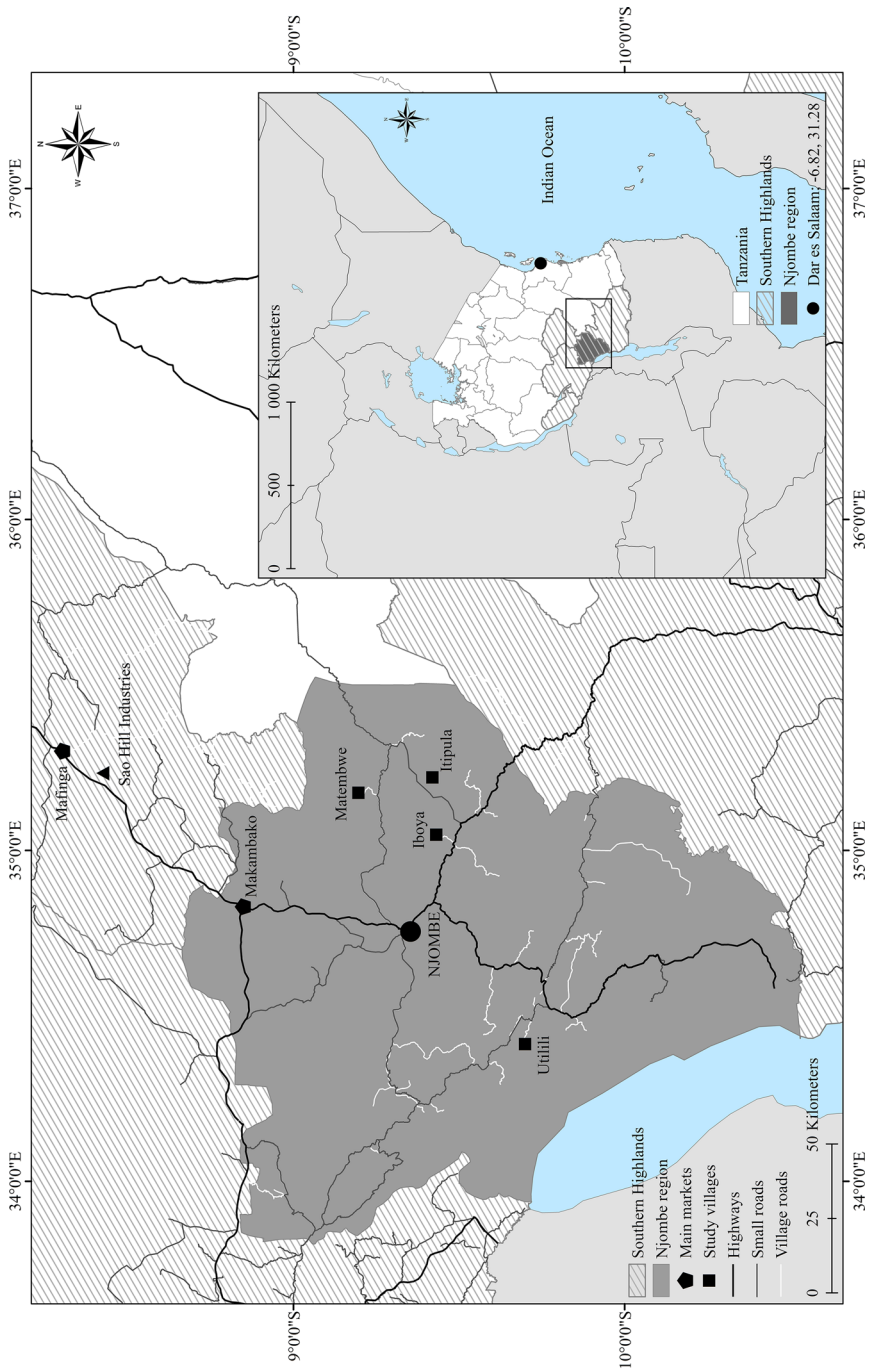 34°0'0"E
35°0'0"E
36°0'0"E
37°0'0"E
9°0'0"S
10°0'0"S
9°0'0"S
10°0'0"S
N
W
E
S
Mafinga
Sao Hill Industries
Makambako
Matembwe
Itipula
Iboya
NJOMBE
Utilili
Southern Highlands
Njombe region
Main markets
Study villages
Highways
Small roads
Village roads
0 25 50 Kilometers
0 500 1 000 Kilometers
Indian Ocean
Tanzania
Southern Highlands
Njombe region
Dar es Salaam; -6.82, 31.28
34°0'0"E
35°0'0"E
36°0'0"E
37°0'0"E